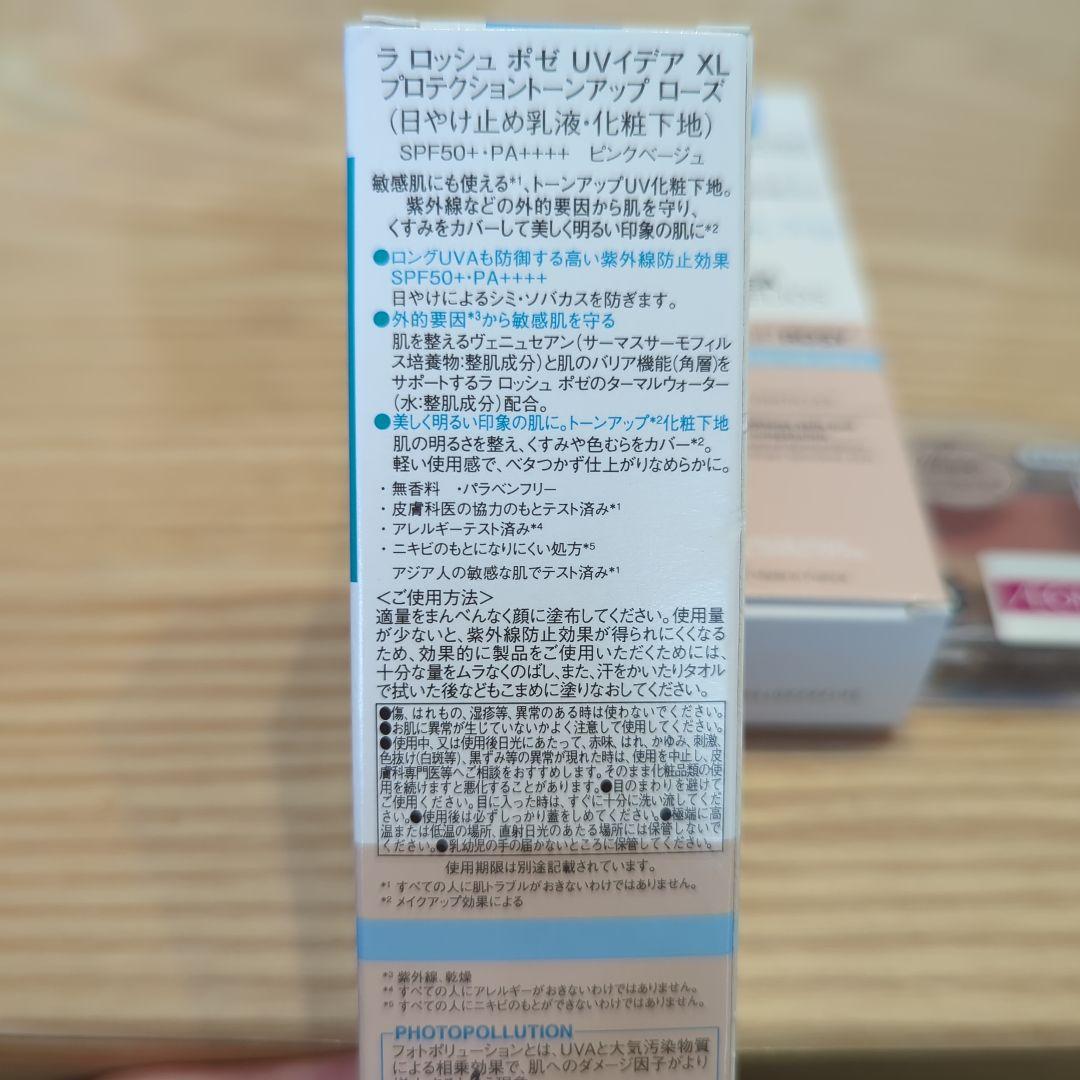 ラ ロッシュ ポゼ UVイデア XL
プロテクショントーンアップ ローズ
(日やけ止め乳液・化粧下地)
SPF50+・PA++++ ピンクベージュ
敏感肌にも使える*1、トーンアップUV化粧下地。
紫外線などの外的要因から肌を守り、
くすみをカバーして美しく明るい印象の肌に*2
●ロングUVAも防御する高い紫外線防止効果
SPF50+・PA++++
日やけによるシミ・ソバカスを防ぎます。
●外的要因*3から敏感肌を守る
肌を整えるヴェニュセアン(サーマスサーモフィル
ス培養物:整肌成分)と肌のバリア機能(角層)を
サポートするラ ロッシュ ポゼのターマルウォーター
(水:整肌成分)配合。
●美しく明るい印象の肌に。トーンアップ*2化粧下地
肌の明るさを整え、くすみや色むらをカバー*2。
軽い使用感で、ベタつかず仕上がりなめらかに。
・無香料 ・パラベンフリー
・皮膚科医の協力のもとテスト済み*1
・アレルギーテスト済み*4
・ニキビのもとになりにくい処方*5
アジア人の敏感な肌でテスト済み*1
<ご使用方法>
適量をまんべんなく顔に塗布してください。使用量
が少ないと、紫外線防止効果が得られにくくなる
ため、効果的に製品をご使用いただくためには、
十分な量をムラなくのばし、また、汗をかいたりタオル
で拭いた後などもこまめに塗りなおしてください。
●傷、はれもの、湿疹等、異常のある時は使わないでください。
●お肌に異常が生じていないかよく注意して使用してください。
●使用中、又は使用後日光にあたって、赤味、はれ、かゆみ、刺激、
色抜け(白斑等)、黒ずみ等の異常が現れた時は、使用を中止し、皮
膚科専門医等へご相談をおすすめします。そのまま化粧品類の使
用を続けますと悪化することがあります。●目のまわりを避けて
ご使用ください。目に入った時は、すぐに十分に洗い流してくだ
さい。●使用後は必ずしっかり蓋をしめてください。●極端に高
温または低温の場所、直射日光のあたる場所には保管しないで
ください。●乳幼児の手の届かないところに保管してください。
使用期限は別途記載されています。
*1 すべての人に肌トラブルがおきないわけではありません。
*2 メイクアップ効果による
*3 紫外線、乾燥
*4 すべての人にアレルギーがおきないわけではありません。
*5 すべての人にニキビのもとができないわけではありません。
PHOTOPOLLUTION
フォトポリューションとは、UVAと大気汚染物質
による相乗効果で、肌へのダメージ因子がより